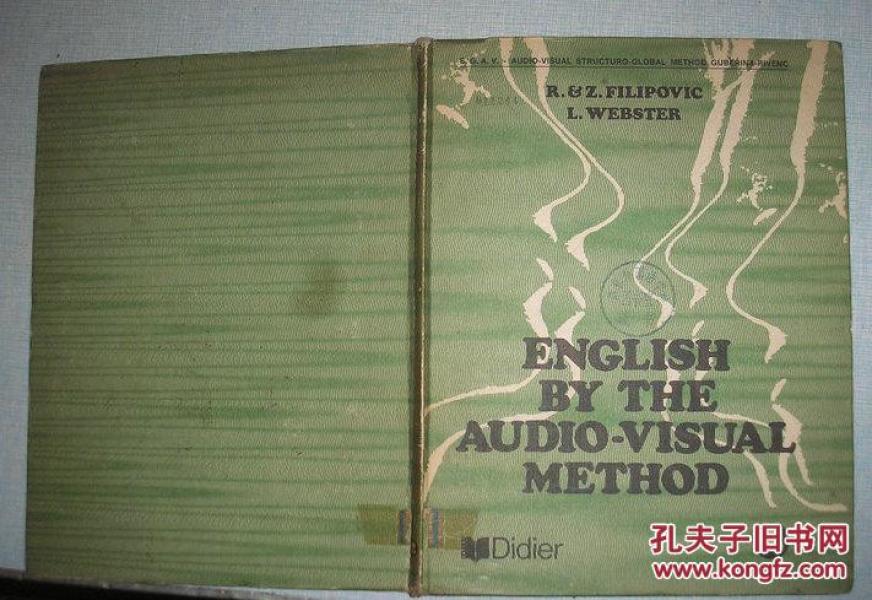 S.G.A.V. - AUDIO-VISUAL STRUCTURO-GLOBAL METHOD GUBERINA-RIVENC
R. & Z. FILIPOVIC
L. WEBSTER
ENGLISH
BY THE
AUDIO-VISUAL
METHOD
Didier
孔夫子旧书网
www.kongfz.com